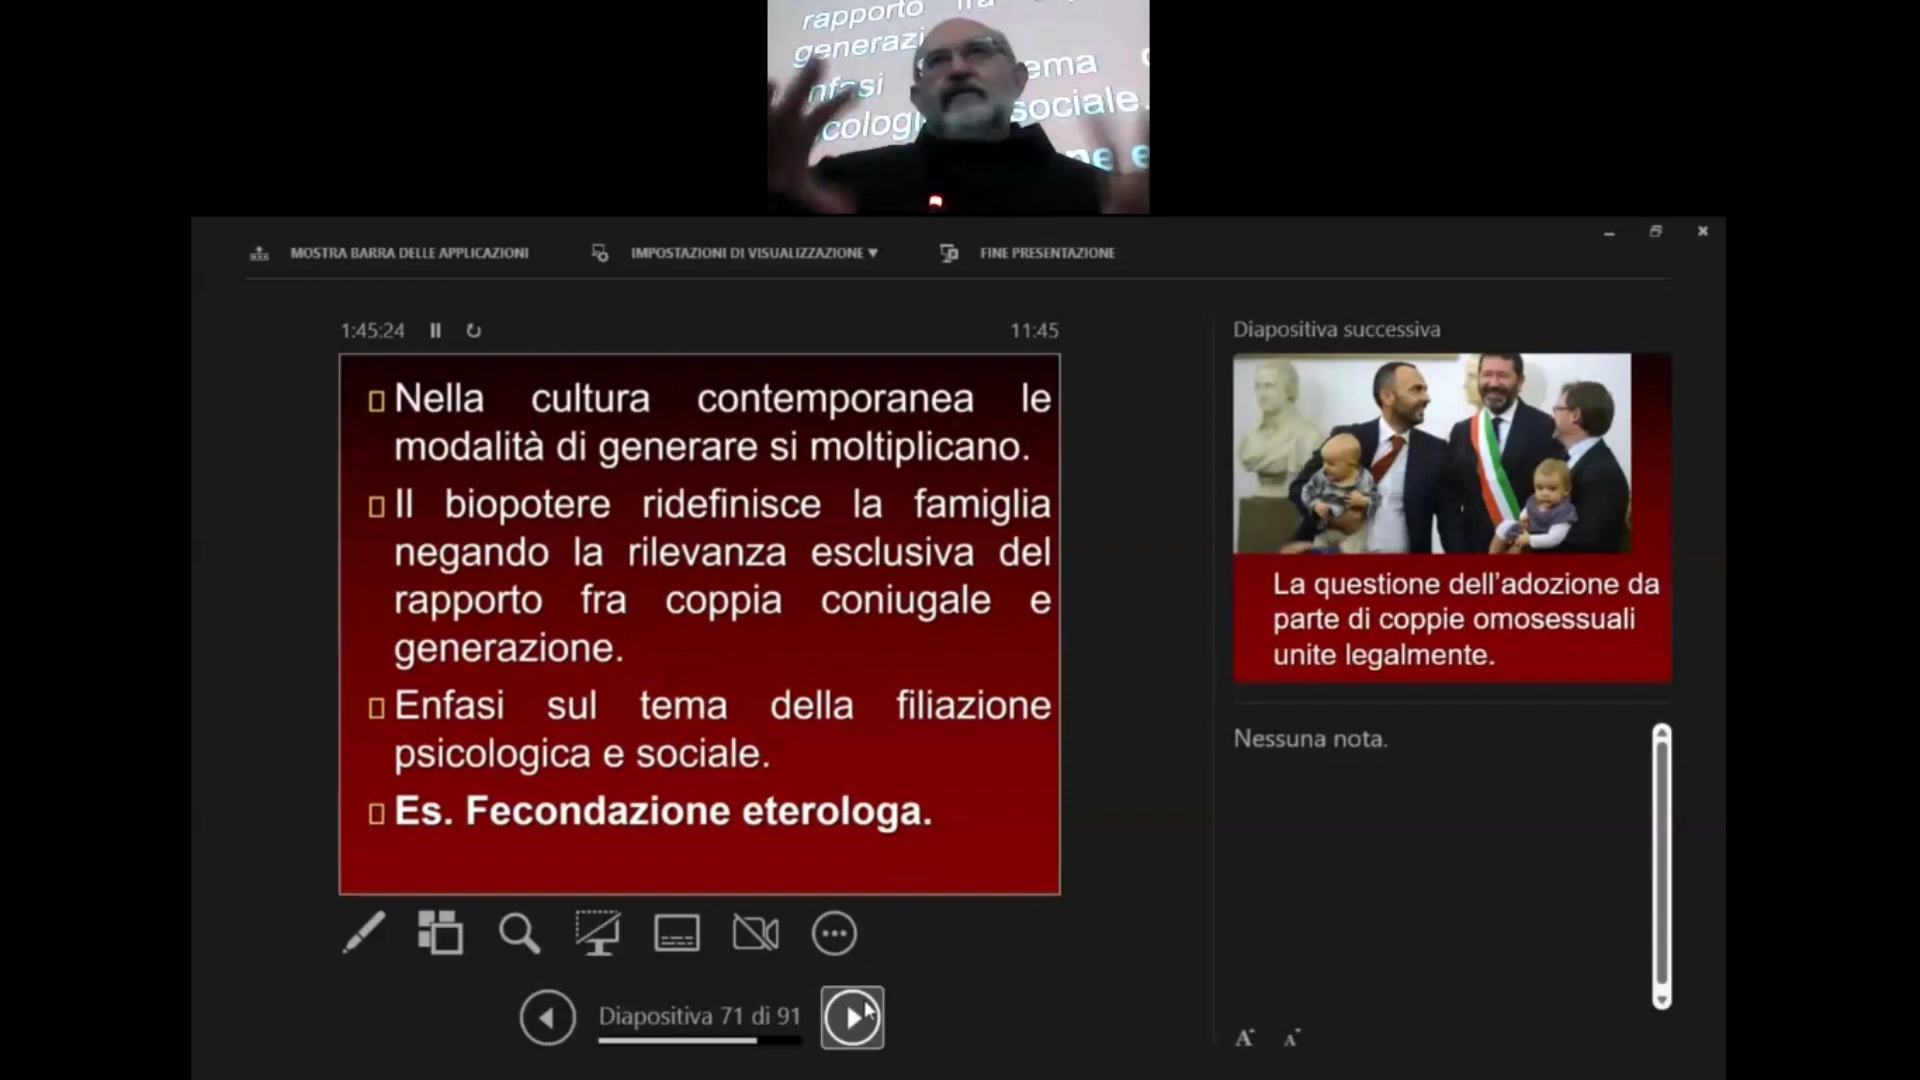 rapporto fra
generazi
enfasi ema
cologi sociale.
ne e
MOSTRA BARRA DELLE APPLICAZIONI IMPOSTAZIONI DI VISUALIZZAZIONE ▼ FINE PRESENTAZIONE
1:45:24 11:45
Nella cultura contemporanea le
modalità di generare si moltiplicano.
Il biopotere ridefinisce la famiglia
negando la rilevanza esclusiva del
rapporto fra coppia coniugale e
generazione.
Enfasi sul tema della filiazione
psicologica e sociale.
Es. Fecondazione eterologa.
Diapositiva 71 di 91
Diapositiva successiva
La questione dell'adozione da
parte di coppie omosessuali
unite legalmente.
Nessuna nota.
A A